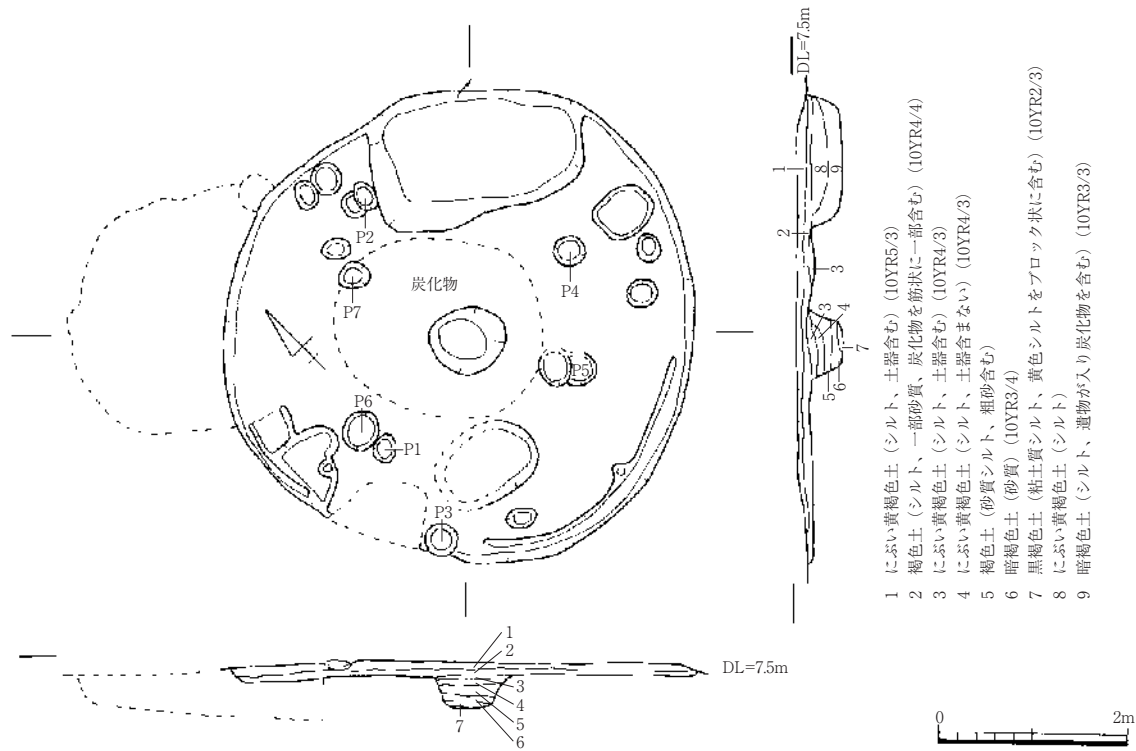 P2
P7
炭化物
P4
P5
P6
P1
P3
DL=7.5m
1
2
8
9
3
3
4
7
5
6
1 にぶい黄褐色土（シルト、土器含む）(10YR5/3)
2 褐色土（シルト、一部砂質、炭化物を筋状に一部含む）(10YR4/4)
3 にぶい黄褐色土（シルト、土器含む）(10YR4/3)
4 にぶい黄褐色土（シルト、土器含まない）(10YR4/3)
5 褐色土（砂質シルト、粗砂含む）
6 暗褐色土（砂質）(10YR3/4)
7 黒褐色土（粘土質シルト、黄色シルトをブロック状に含む）(10YR2/3)
8 にぶい黄褐色土（シルト）
9 暗褐色土（シルト、遺物が入り炭化物を含む）(10YR3/3)
1
2
3
4
5
7
6
DL=7.5m
0 2m